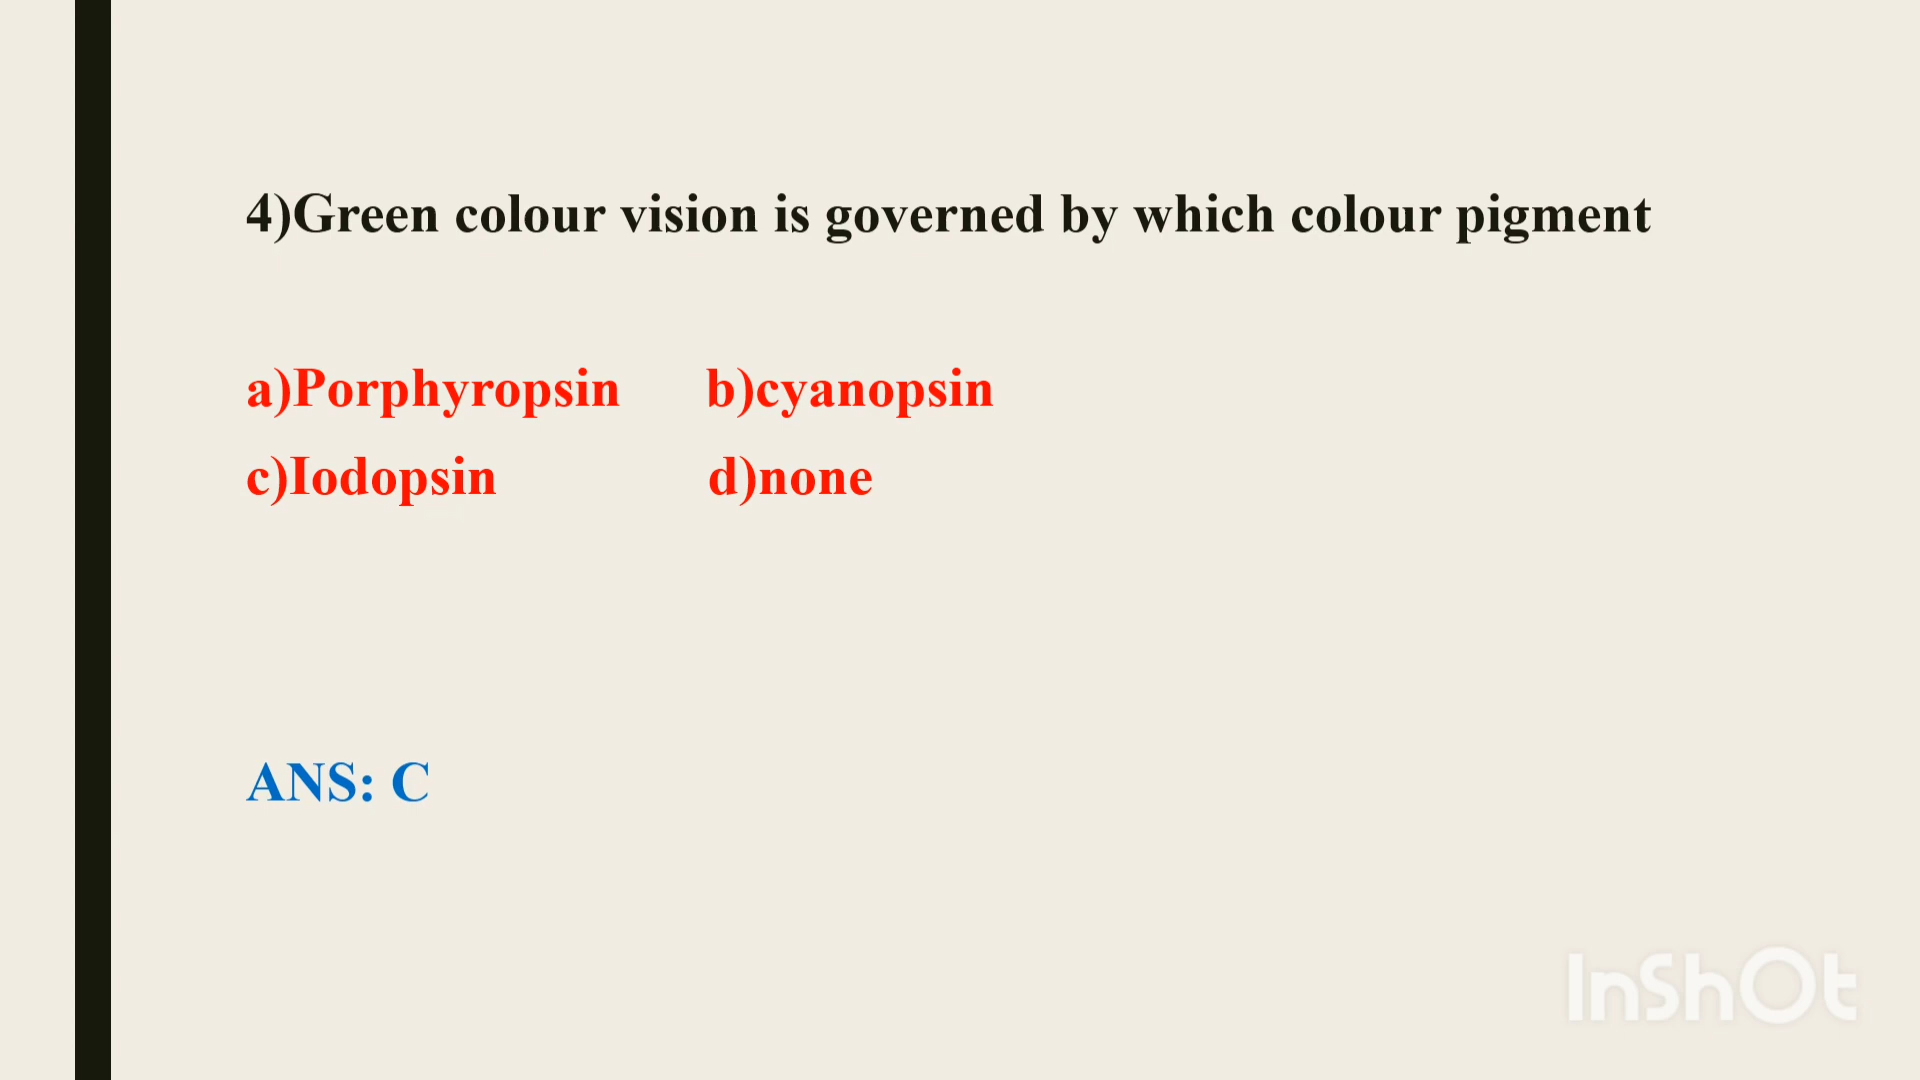 4)Green colour vision is governed by which colour pigment
a)Porphyropsin b)cyanopsin
c)Iodopsin d)none
ANS: C
InShOt